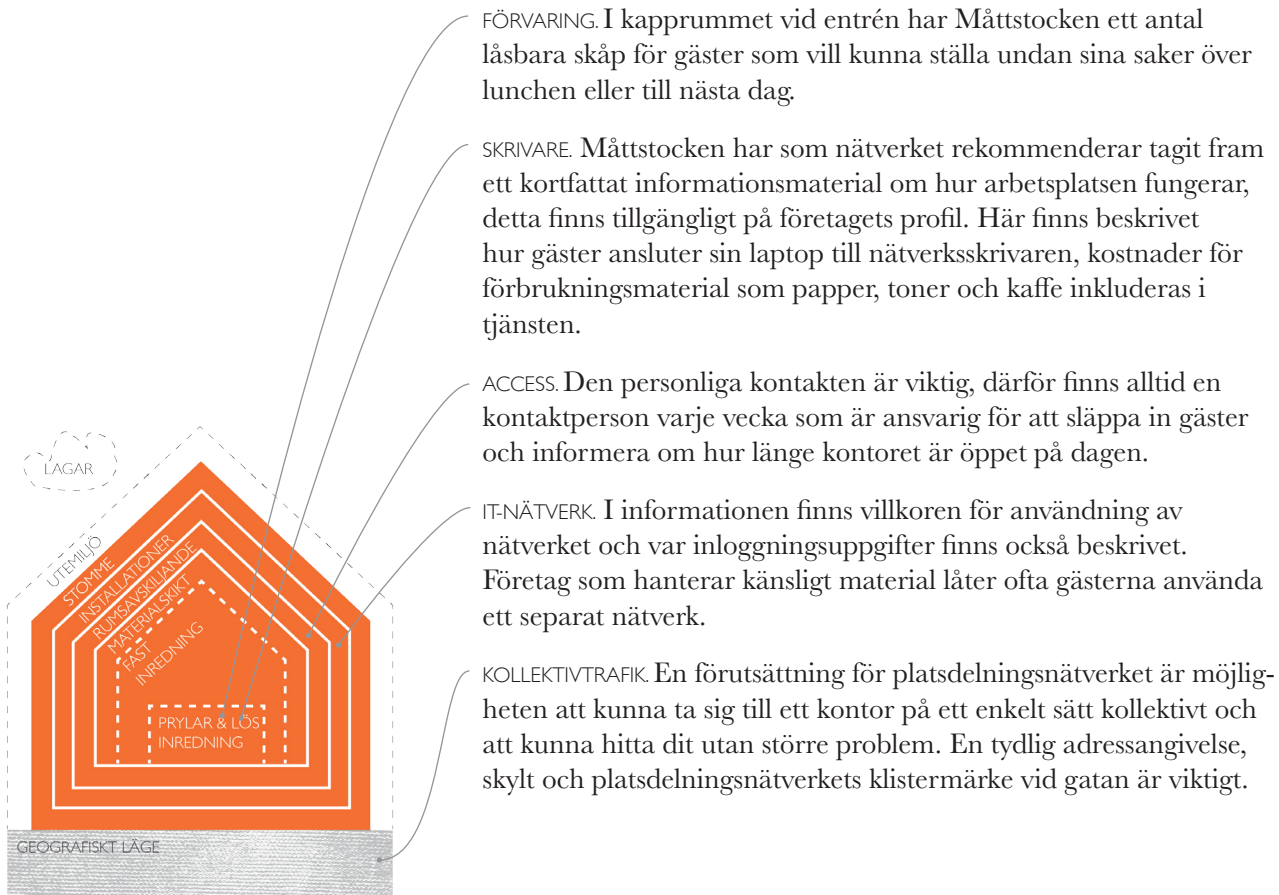 FÖRVARING. I kapprummet vid entrén har Måttstocken ett antal
låsbara skåp för gäster som vill kunna ställa undan sina saker över
lunchen eller till nästa dag.
SKRIVARE. Måttstocken har som nätverket rekommenderar tagit fram
ett kortfattat informationsmaterial om hur arbetsplatsen fungerar,
detta finns tillgängligt på företagets profil. Här finns beskrivet
hur gäster ansluter sin laptop till nätverksskrivaren, kostnader för
förbrukningsmaterial som papper, toner och kaffe inkluderas i
tjänsten.
ACCESS. Den personliga kontakten är viktig, därför finns alltid en
kontaktperson varje vecka som är ansvarig för att släppa in gäster
och informera om hur länge kontoret är öppet på dagen.
IT-NÄTVERK. I informationen finns villkoren för användning av
nätverket och var inloggningsuppgifter finns också beskrivet.
Företag som hanterar känsligt material låter ofta gästerna använda
ett separat nätverk.
KOLLEKTIVTRAFIK. En förutsättning för platsdelningsnätverket är möjlig-
heten att kunna ta sig till ett kontor på ett enkelt sätt kollektivt och
att kunna hitta dit utan större problem. En tydlig adressangivelse,
skylt och platsdelningsnätverkets klistermärke vid gatan är viktigt.
LAGAR
UTEMILJÖ
STOMME
INSTALLATIONER
RUMSAVSKILJANDE
MATERIALSKIKT
FAST
INREDNING
PRYLAR & LÖS
INREDNING
GEOGRAFISKT LÄGE